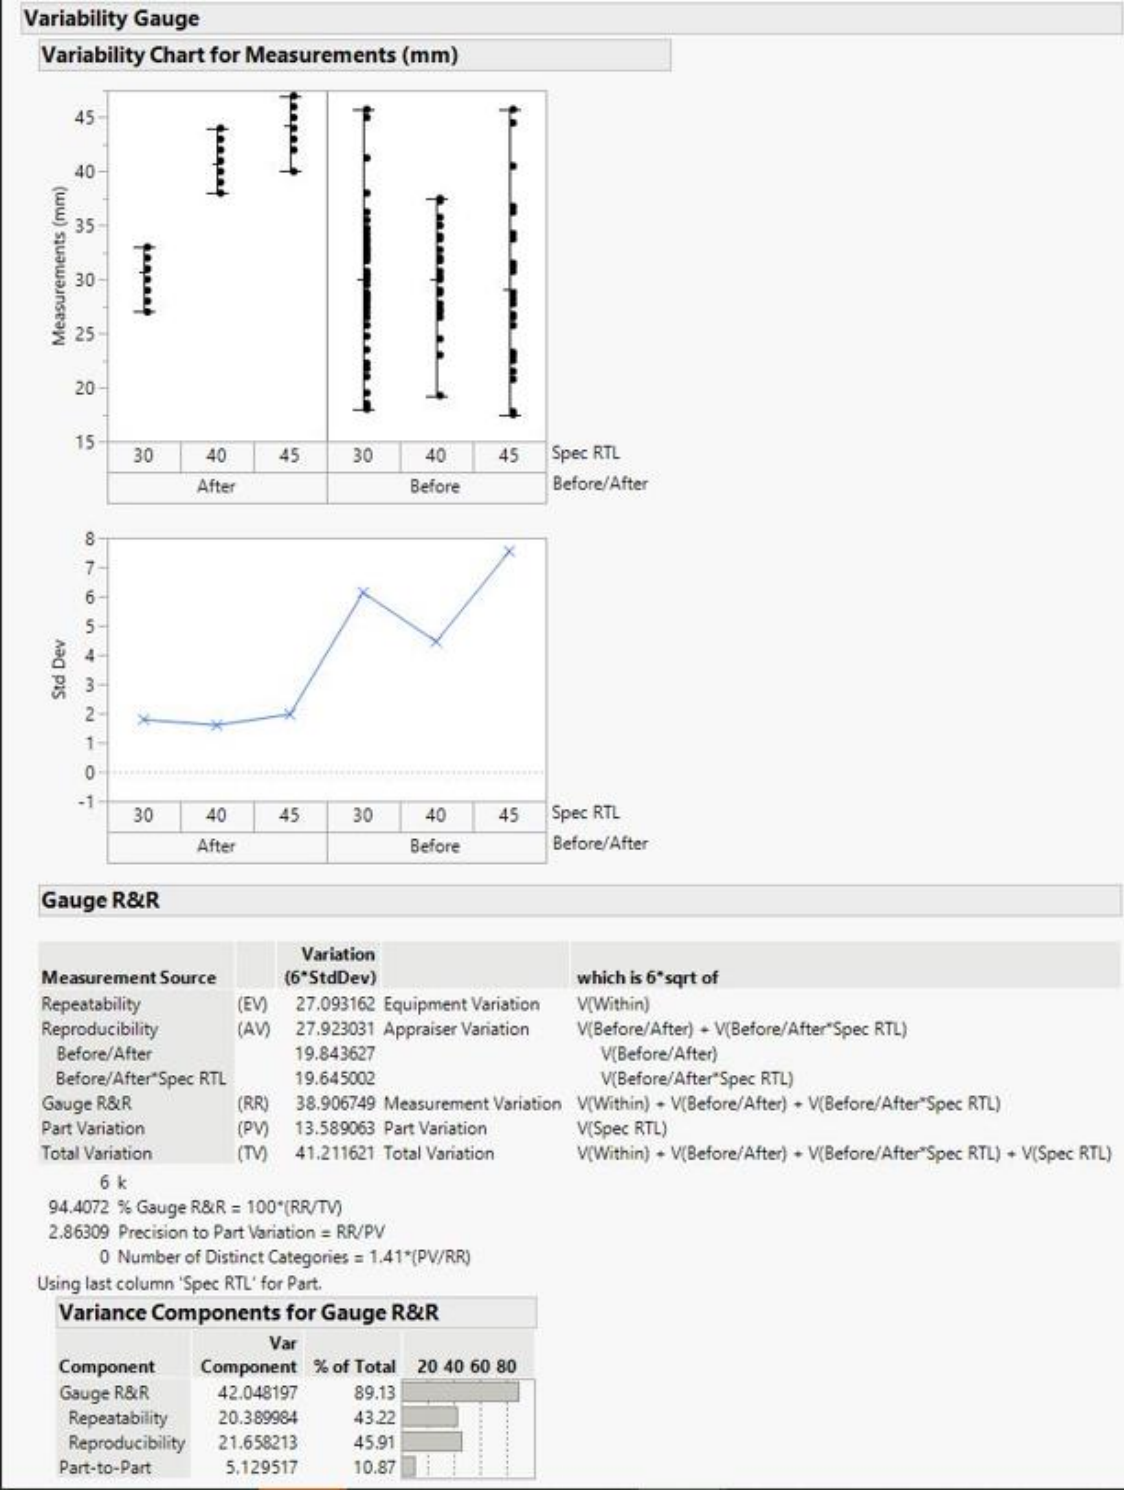 Variability Gauge
Variability Chart for Measurements (mm)
Measurements (mm)
45
40
35
30
25
20
15
30 40 45 30 40 45 Spec RTL
After Before Before/After
Std Dev
8
7
6
5
4
3
2
1
0
-1
30 40 45 30 40 45 Spec RTL
After Before Before/After
Gauge R&R
Variation
Measurement Source (6*StdDev) which is 6*sqrt of
Repeatability (EV) 27.093162 Equipment Variation V(Within)
Reproducibility (AV) 27.923031 Appraiser Variation V(Before/After) + V(Before/After*Spec RTL)
Before/After 19.843627 V(Before/After)
Before/After*Spec RTL 19.645002 V(Before/After*Spec RTL)
Gauge R&R (RR) 38.906749 Measurement Variation V(Within) + V(Before/After) + V(Before/After*Spec RTL)
Part Variation (PV) 13.589063 Part Variation V(Spec RTL)
Total Variation (TV) 41.211621 Total Variation V(Within) + V(Before/After) + V(Before/After*Spec RTL) + V(Spec RTL)
6 k
94.4072 % Gauge R&R = 100*(RR/TV)
2.86309 Precision to Part Variation = RR/PV
0 Number of Distinct Categories = 1.41*(PV/RR)
Using last column 'Spec RTL' for Part.
Variance Components for Gauge R&R
Var
Component Component % of Total 20 40 60 80
Gauge R&R 42.048197 89.13
Repeatability 20.389984 43.22
Reproducibility 21.658213 45.91
Part-to-Part 5.129517 10.87